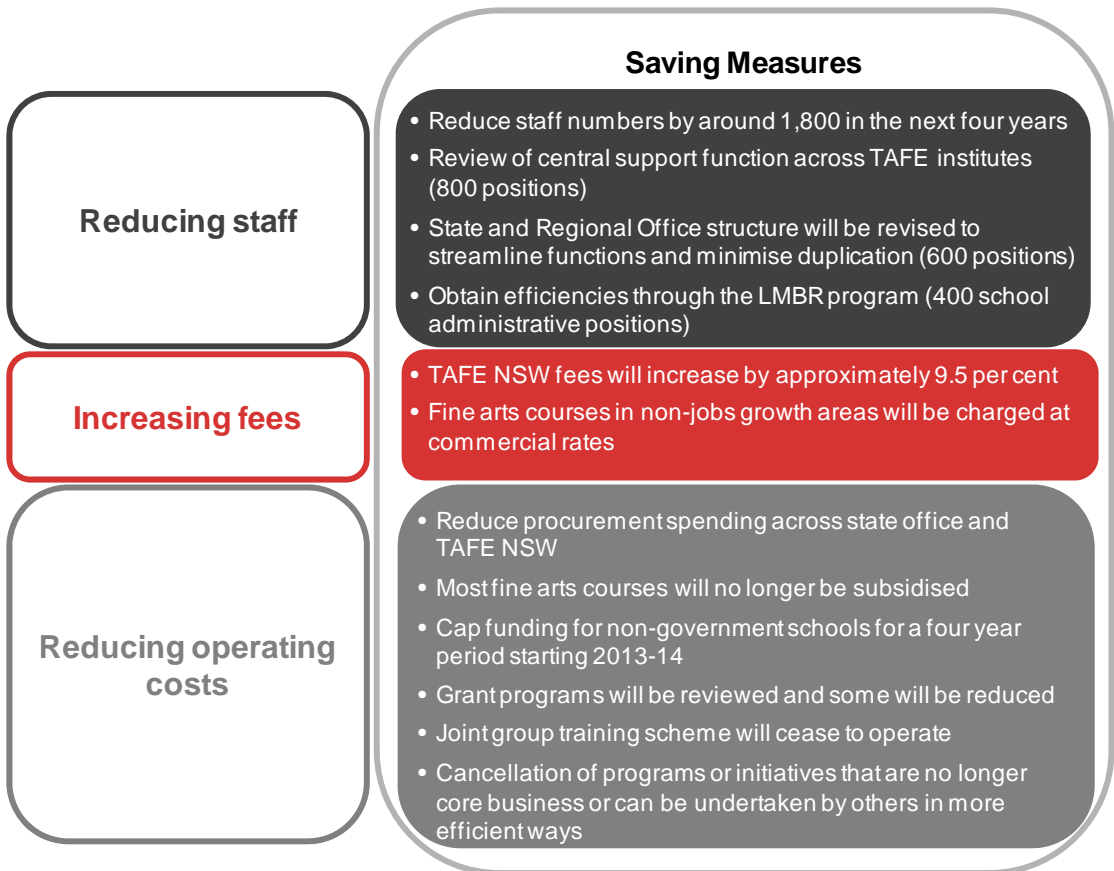 Saving Measures
Reducing staff
• Reduce staff numbers by around 1,800 in the next four years
• Review of central support function across TAFE institutes
(800 positions)
• State and Regional Office structure will be revised to
streamline functions and minimise duplication (600 positions)
• Obtain efficiencies through the LMBR program (400 school
administrative positions)
Increasing fees
• TAFE NSW fees will increase by approximately 9.5 per cent
• Fine arts courses in non-jobs growth areas will be charged at
commercial rates
Reducing operating
costs
• Reduce procurement spending across state office and
TAFE NSW
• Most fine arts courses will no longer be subsidised
• Cap funding for non-government schools for a four year
period starting 2013-14
• Grant programs will be reviewed and some will be reduced
• Joint group training scheme will cease to operate
• Cancellation of programs or initiatives that are no longer
core business or can be undertaken by others in more
efficient ways